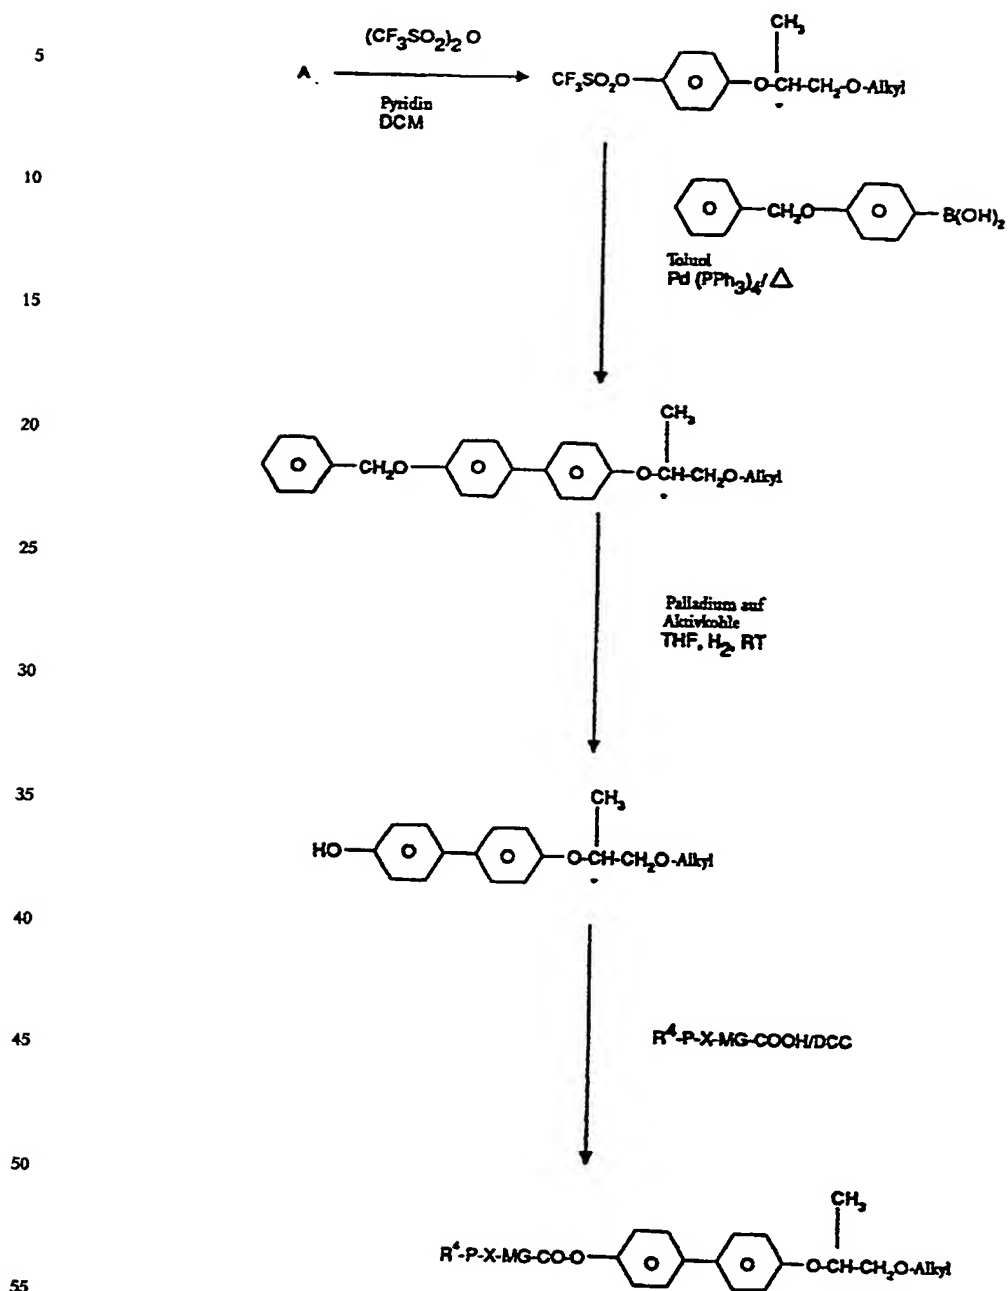 5
(CF3SO2)2 O
A.
Pyridin
DCM
CH3
CF3SO2O
O
O-CH-CH2-O-Alkyl
*
10
O
CH2O
O
B(OH)2
Toluol
Pd (PPh3)4/△
15
20
CH3
O
CH2O
O
O
O-CH-CH2O-Alkyl
*
25
Palladium auf
Aktivkohle
THF, H2, RT
30
35
CH3
HO
O
O
O-CH-CH2O-Alkyl
*
40
45
R4-P-X-MG-COOH/DCC
50
CH3
R4-P-X-MG-CO-O
O
O
O-CH-CH2O-Alkyl
55